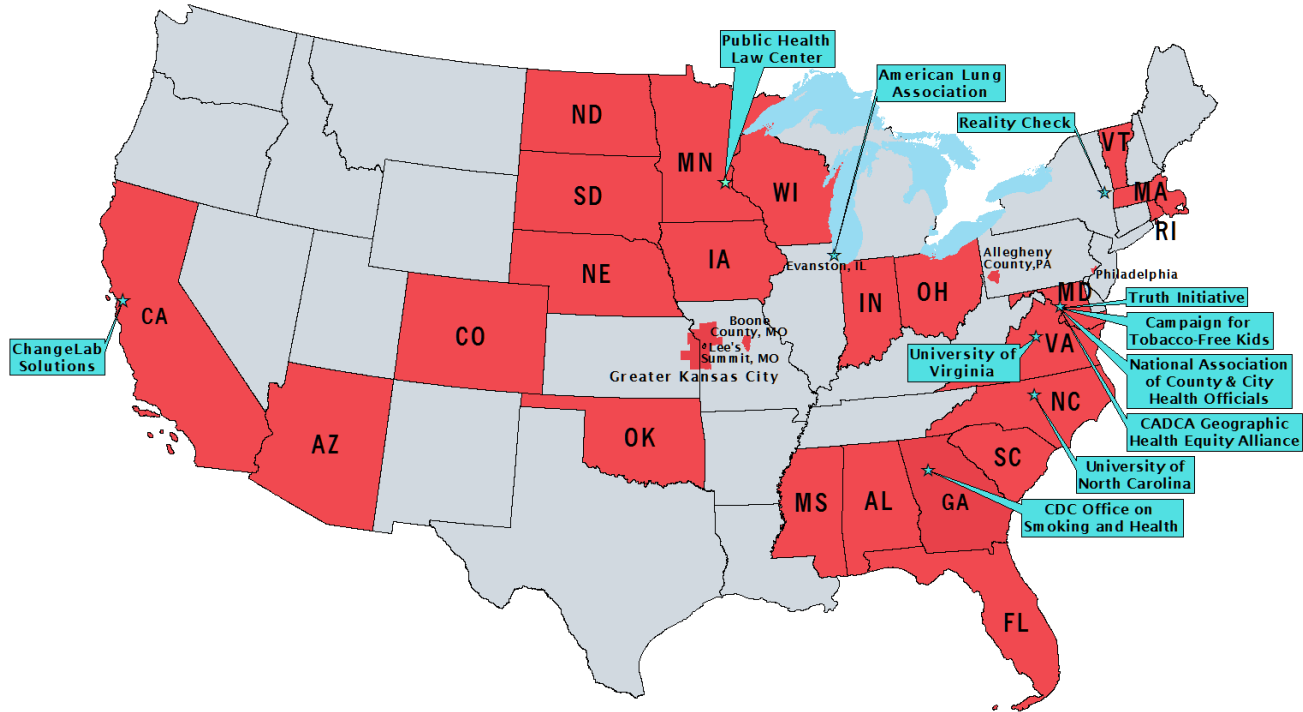 Public Health
Law Center
American Lung
Association
Reality Check
ND
MN
VT
MA
RI
SD
WI
NE
IA
Evanston, IL
Allegheny
County,PA
Philadelphia
IN
OH
MD
Truth Initiative
Campaign for
Tobacco-Free Kids
National Association
of County & City
Health Officials
CADCA Geographic
Health Equity Alliance
CA
ChangeLab
Solutions
CO
Boone
County, MO
Lee's
Summit, MO
Greater Kansas City
University of
Virginia
VA
NC
University of
North Carolina
AZ
OK
SC
MS
AL
GA
CDC Office on
Smoking and Health
FL